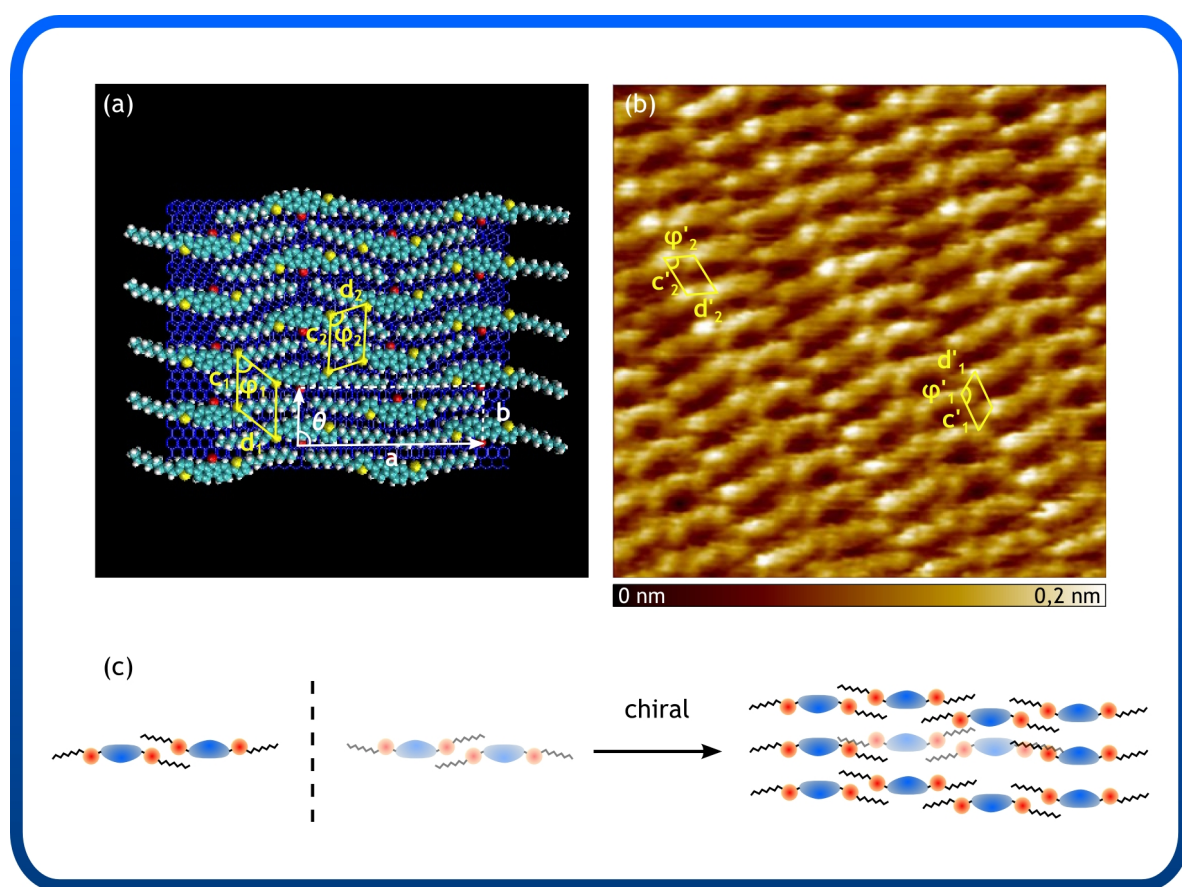 (a)
d₂
c₂
φ₂
c₁
φ₁
d₁
θ
b
a
(b)
φ'₂
c'₂
d'₂
d'₁
φ'₁
c'₁
0 nm 0,2 nm
(c)
chiral